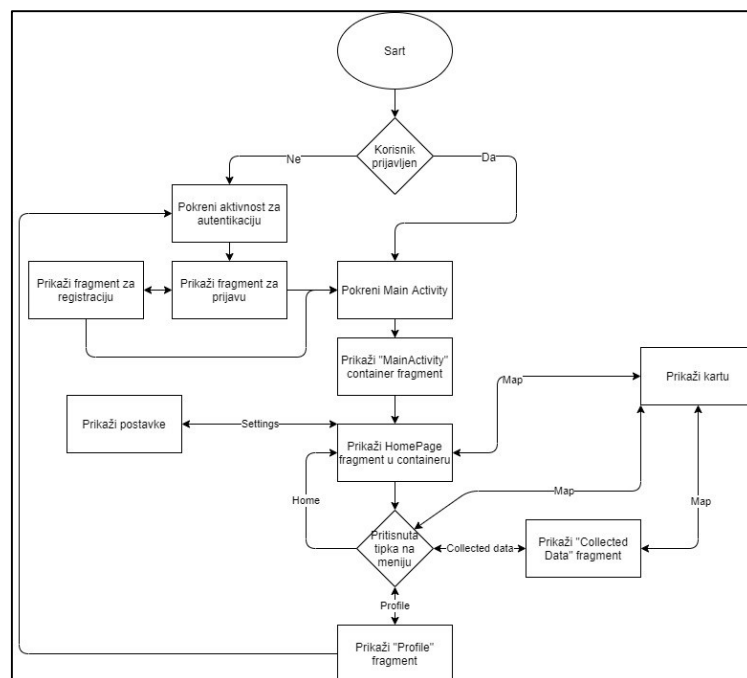 Sart
Korisnik
prijavljen
Ne
Da
Pokreni aktivnost za
autentikaciju
Prikaži fragment za
registraciju
Prikaži fragment za
prijavu
Pokreni Main Activity
Prikaži "MainActivity"
container fragment
Map
Prikaži kartu
Prikaži postavke
Settings
Prikaži HomePage
fragment u containeru
Home
Map
Map
Pritisnuta
tipka na
meniju
Collected data
Prikaži "Collected
Data" fragment
Profile
Prikaži "Profile"
fragment